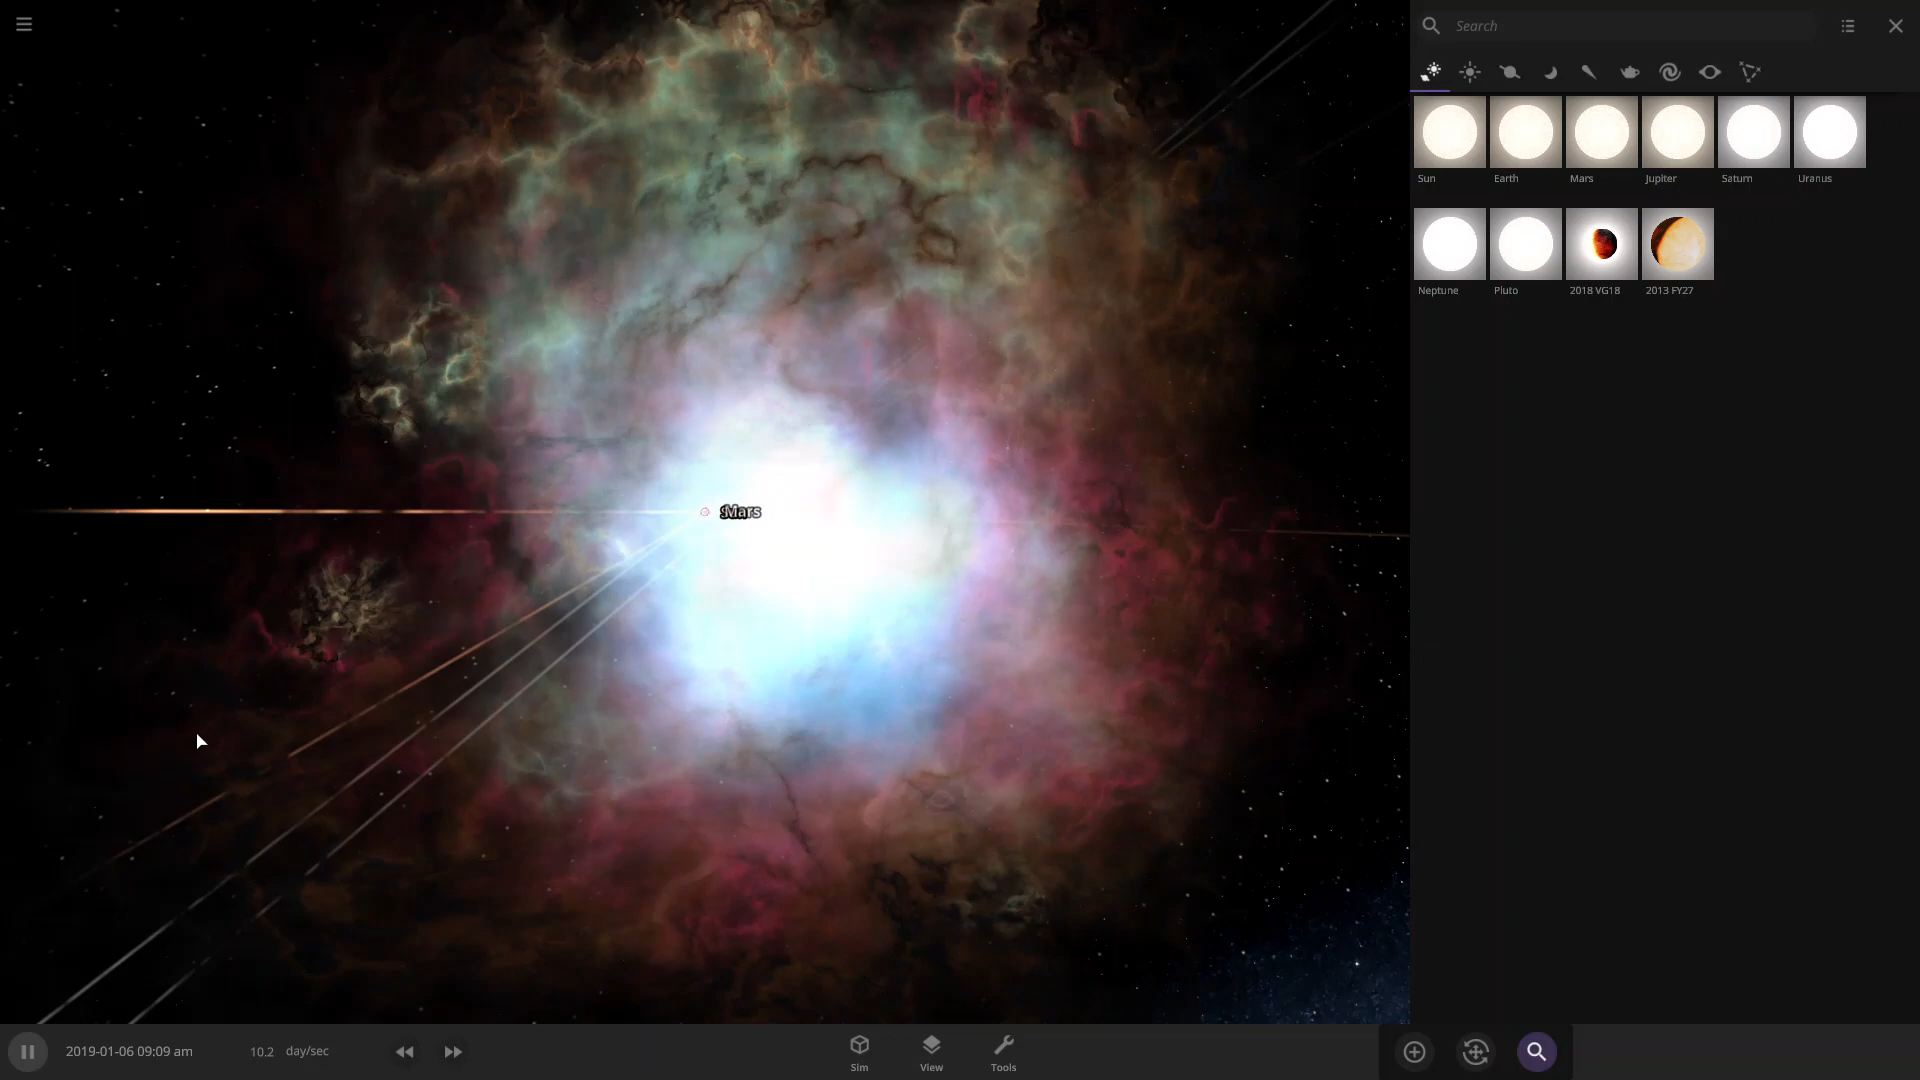 Search
Sun Earth Mars Jupiter Saturn Uranus
Neptune Pluto 2018 VG18 2013 FY27
Mars
2019-01-06 09:09 am 10.2 day/sec
Sim View Tools